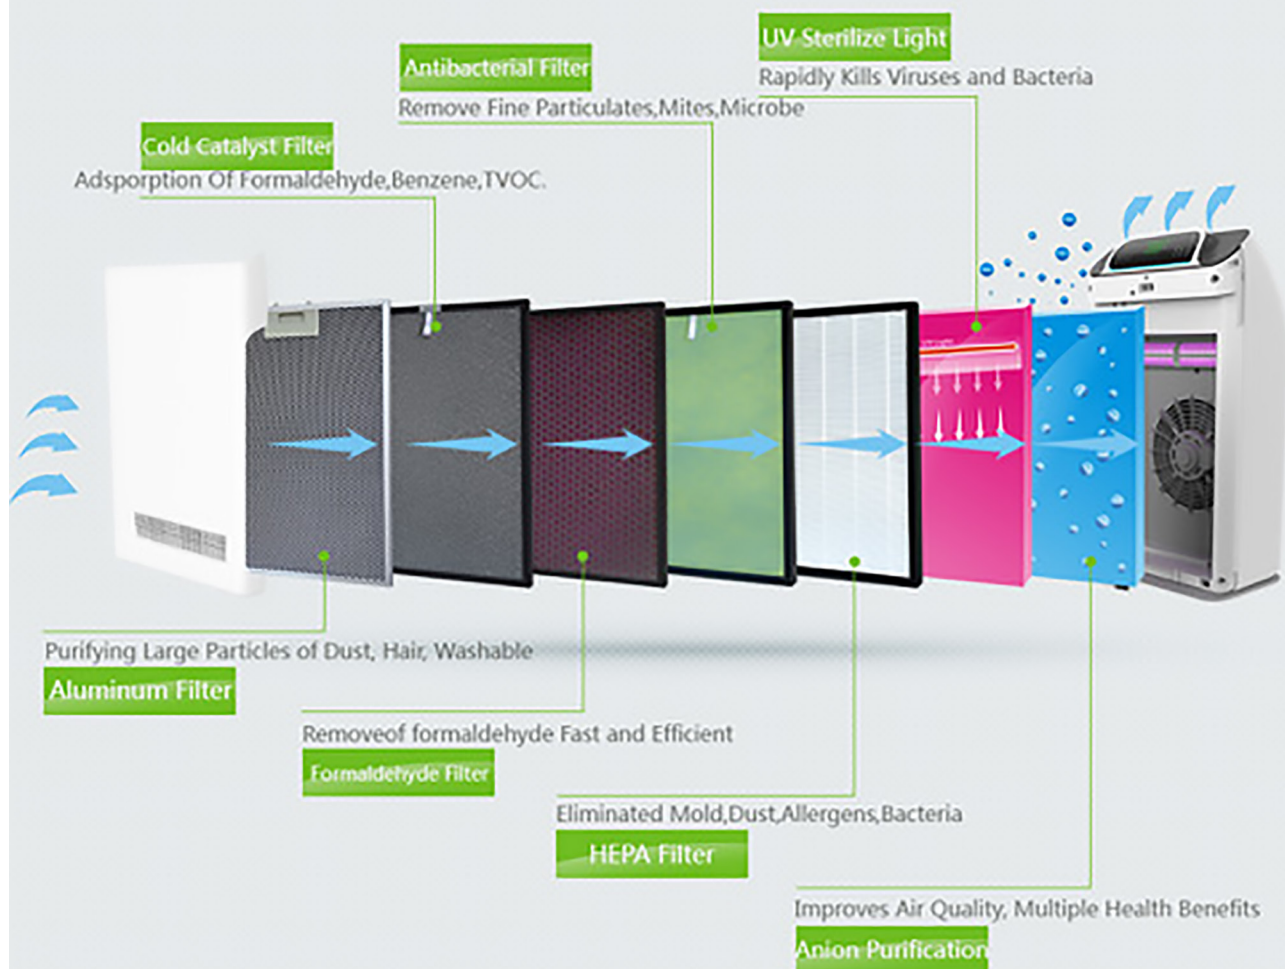 UV Sterilize Light
Rapidly Kills Viruses and Bacteria
Antibacterial Filter
Remove Fine Particulates,Mites,Microbe
Cold Catalyst Filter
Adsporption Of Formaldehyde,Benzene,TVOC.
Purifying Large Particles of Dust, Hair, Washable
Aluminum Filter
Removeof formaldehyde Fast and Efficient
Formaldehyde Filter
Eliminated Mold,Dust,Allergens,Bacteria
HEPA Filter
Improves Air Quality, Multiple Health Benefits
Anion Purification